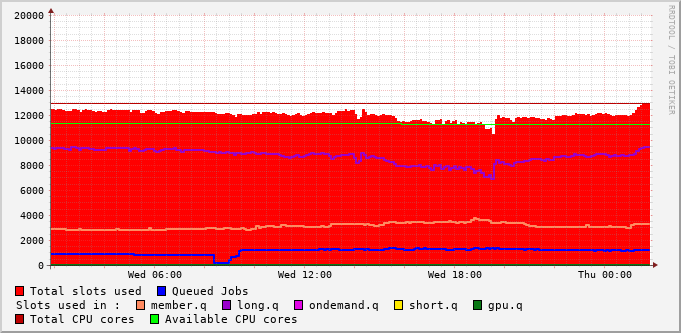 20000
18000
16000
14000
12000
10000
8000
6000
4000
2000
0
Wed 06:00 Wed 12:00 Wed 18:00 Thu 00:00
RRDTOOL / TOBI OETIKER
Total slots used Queued Jobs
Slots used in : member.q long.q ondemand.q short.q gpu.q
Total CPU cores Available CPU cores